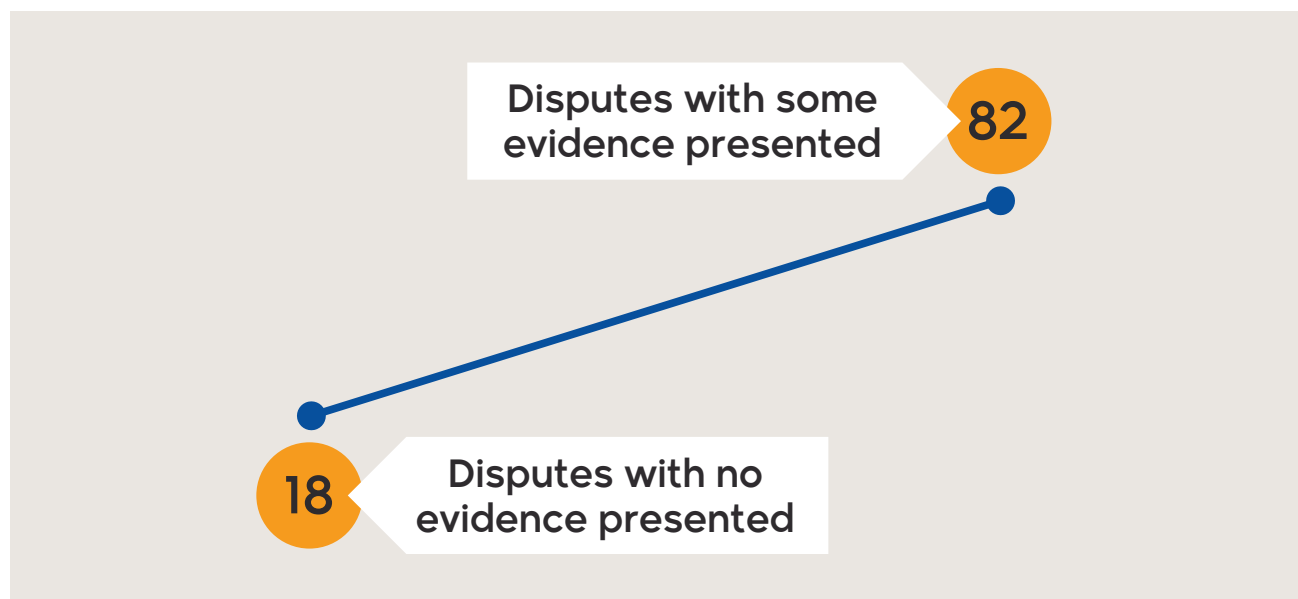 Disputes with some
evidence presented
82
18
Disputes with no
evidence presented